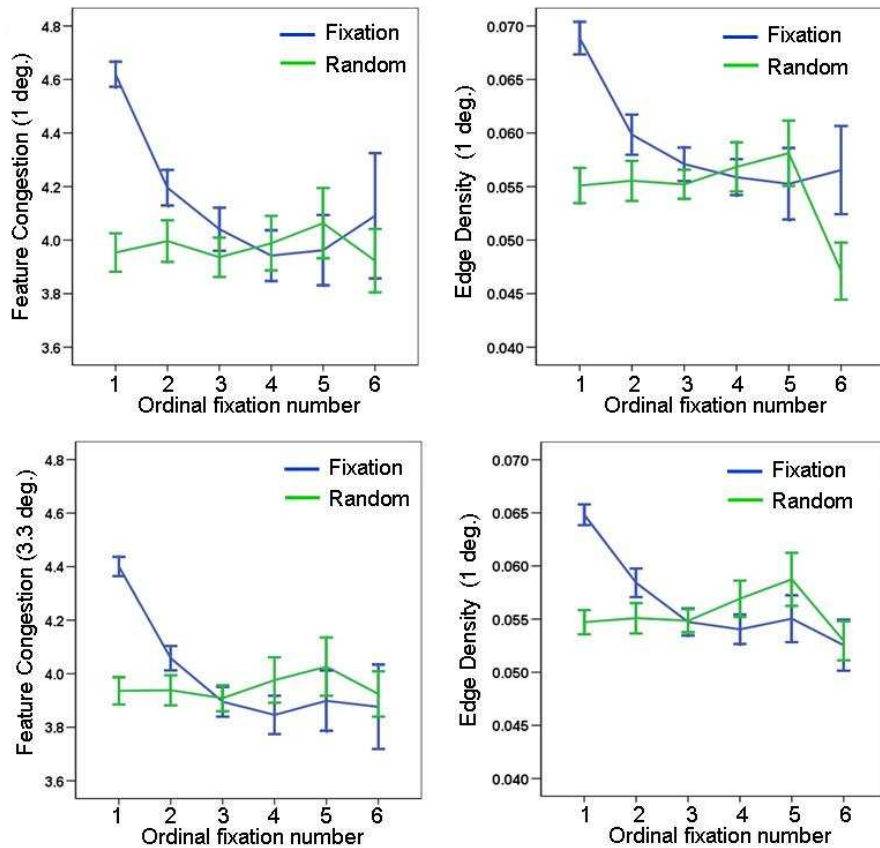 Feature Congestion (1 deg.)
4.8
4.6
4.4
4.2
4.0
3.8
3.6
Fixation
Random
1 2 3 4 5 6
Ordinal fixation number
Edge Density (1 deg.)
0.070
0.065
0.060
0.055
0.050
0.045
0.040
Fixation
Random
1 2 3 4 5 6
Ordinal fixation number
Feature Congestion (3.3 deg.)
4.8
4.6
4.4
4.2
4.0
3.8
3.6
Fixation
Random
1 2 3 4 5 6
Ordinal fixation number
Edge Density (1 deg.)
0.070
0.065
0.060
0.055
0.050
0.045
0.040
Fixation
Random
1 2 3 4 5 6
Ordinal fixation number